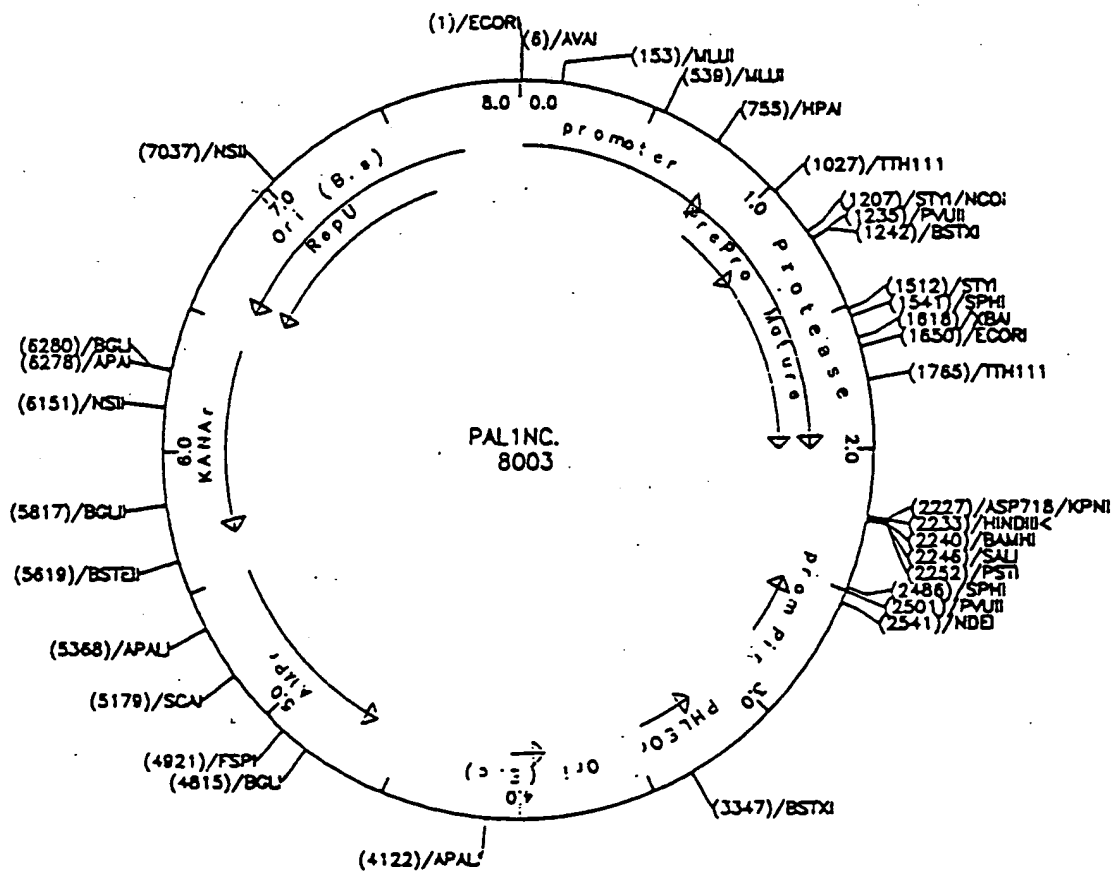 (1)/ECORI
(6)/AVAI
(153)/MLUI
(539)/MLUI
(755)/HPAI
(1027)/TTH111
(1207)/STYI/NCOI
(1235)/PVUII
(1242)/BSTXI
(1512)/STYI
(1541)/SPHI
(1618)/XBAI
(1650)/ECORI
(1765)/TTH111
(2227)/ASP718/KPNI
(2233)/HINDIII<
(2240)/BAMHI
(2246)/SALI
(2252)/PSTI
(2486)/SPHI
(2501)/PVUII
(2541)/NDEI
(3347)/BSTXI
(4122)/APALI
(4815)/BGLI
(4921)/FSPI
(5179)/SCAI
(5368)/APALI
(5619)/BSTEII
(5817)/BGLII
(6151)/NSII
(6278)/APAI
(6280)/BGLI
(7037)/NSII
8.0
0.0
1.0
2.0
3.0
4.0
5.0
6.0
7.0
promoter
PrePro
Mature
Protease
prom
PHLEOr
Ori (E.c)
AMPr
KANAr
Ori (B.s)
RepU
PAL1NC.
8003